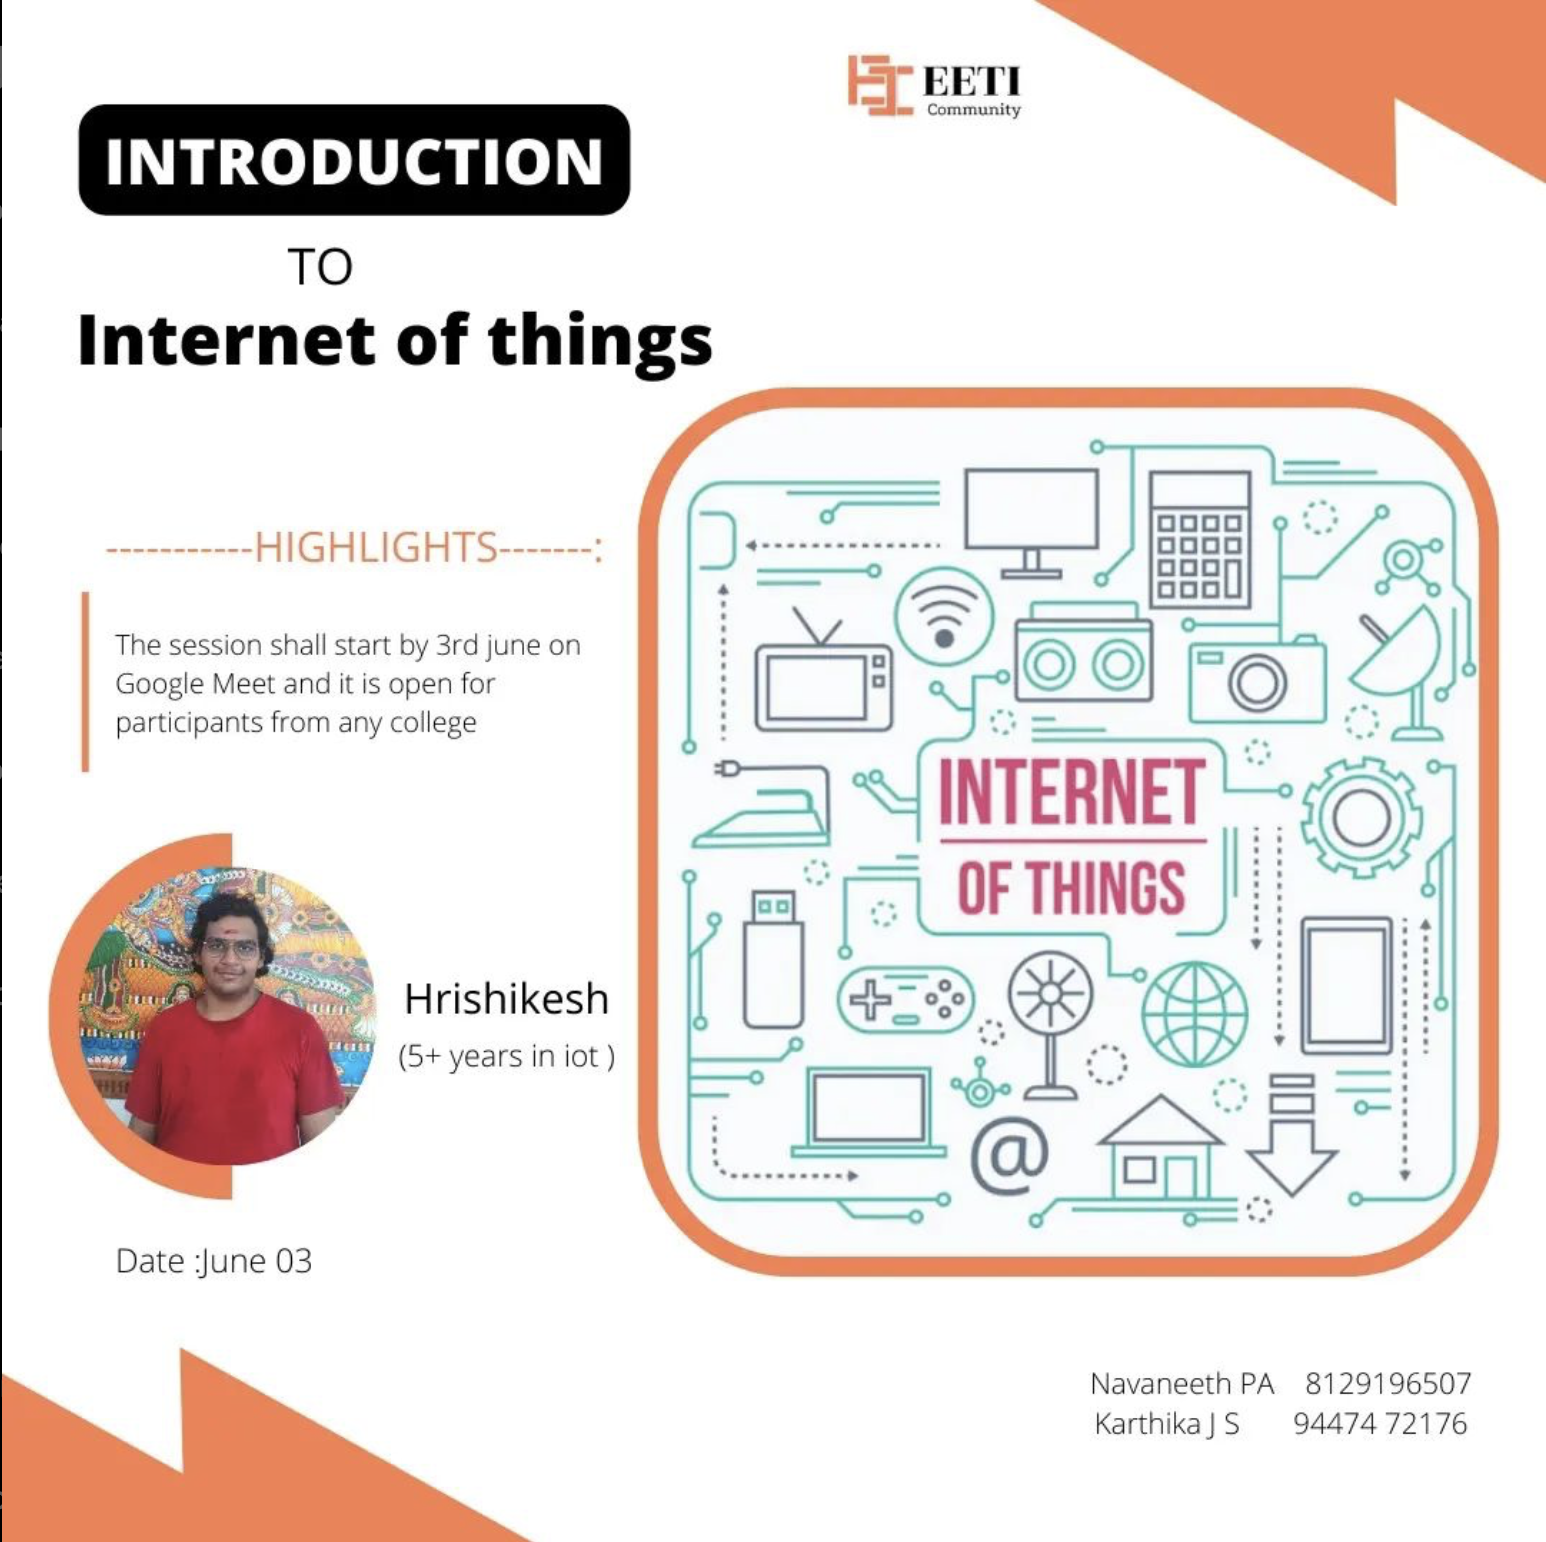 EETI
Community
INTRODUCTION
TO
Internet of things
-----------HIGHLIGHTS-------:
The session shall start by 3rd june on
Google Meet and it is open for
participants from any college
INTERNET
OF THINGS
@
Hrishikesh
(5+ years in iot )
Date :June 03
Navaneeth PA 8129196507
Karthika J S 94474 72176